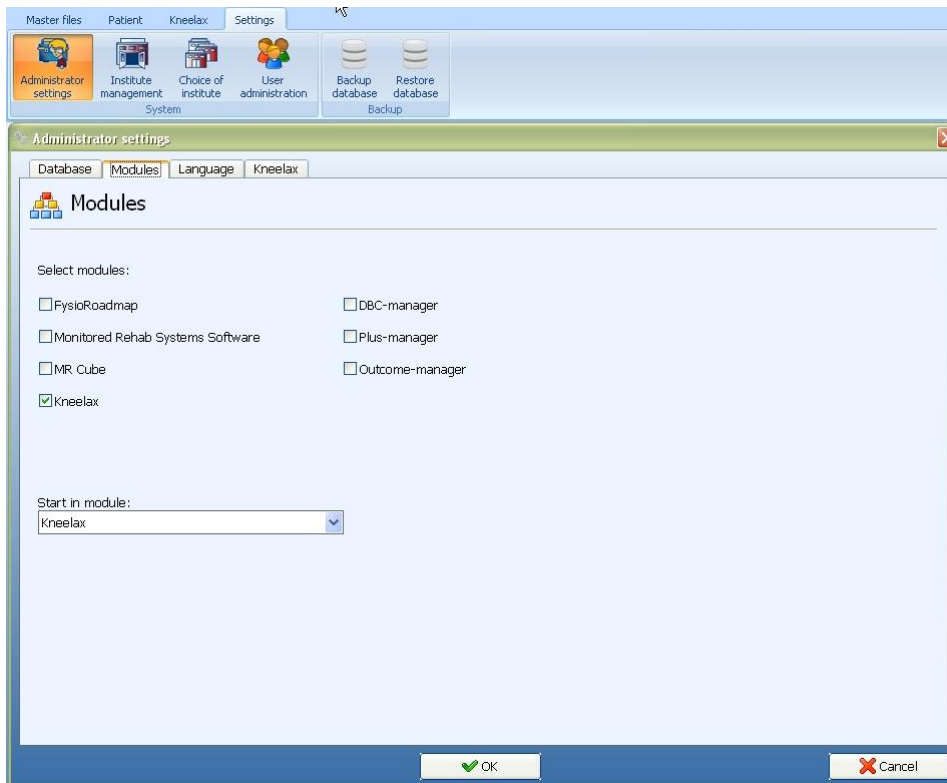 Master files Patient Kneelax Settings
Administrator settings Institute management Choice of institute User administration Backup database Restore database
System Backup
Administrator settings
Database Modules Language Kneelax
Modules
Select modules:
FysioRoadmap DBC-manager
Monitored Rehab Systems Software Plus-manager
MR Cube Outcome-manager
Kneelax
Start in module:
Kneelax
OK Cancel